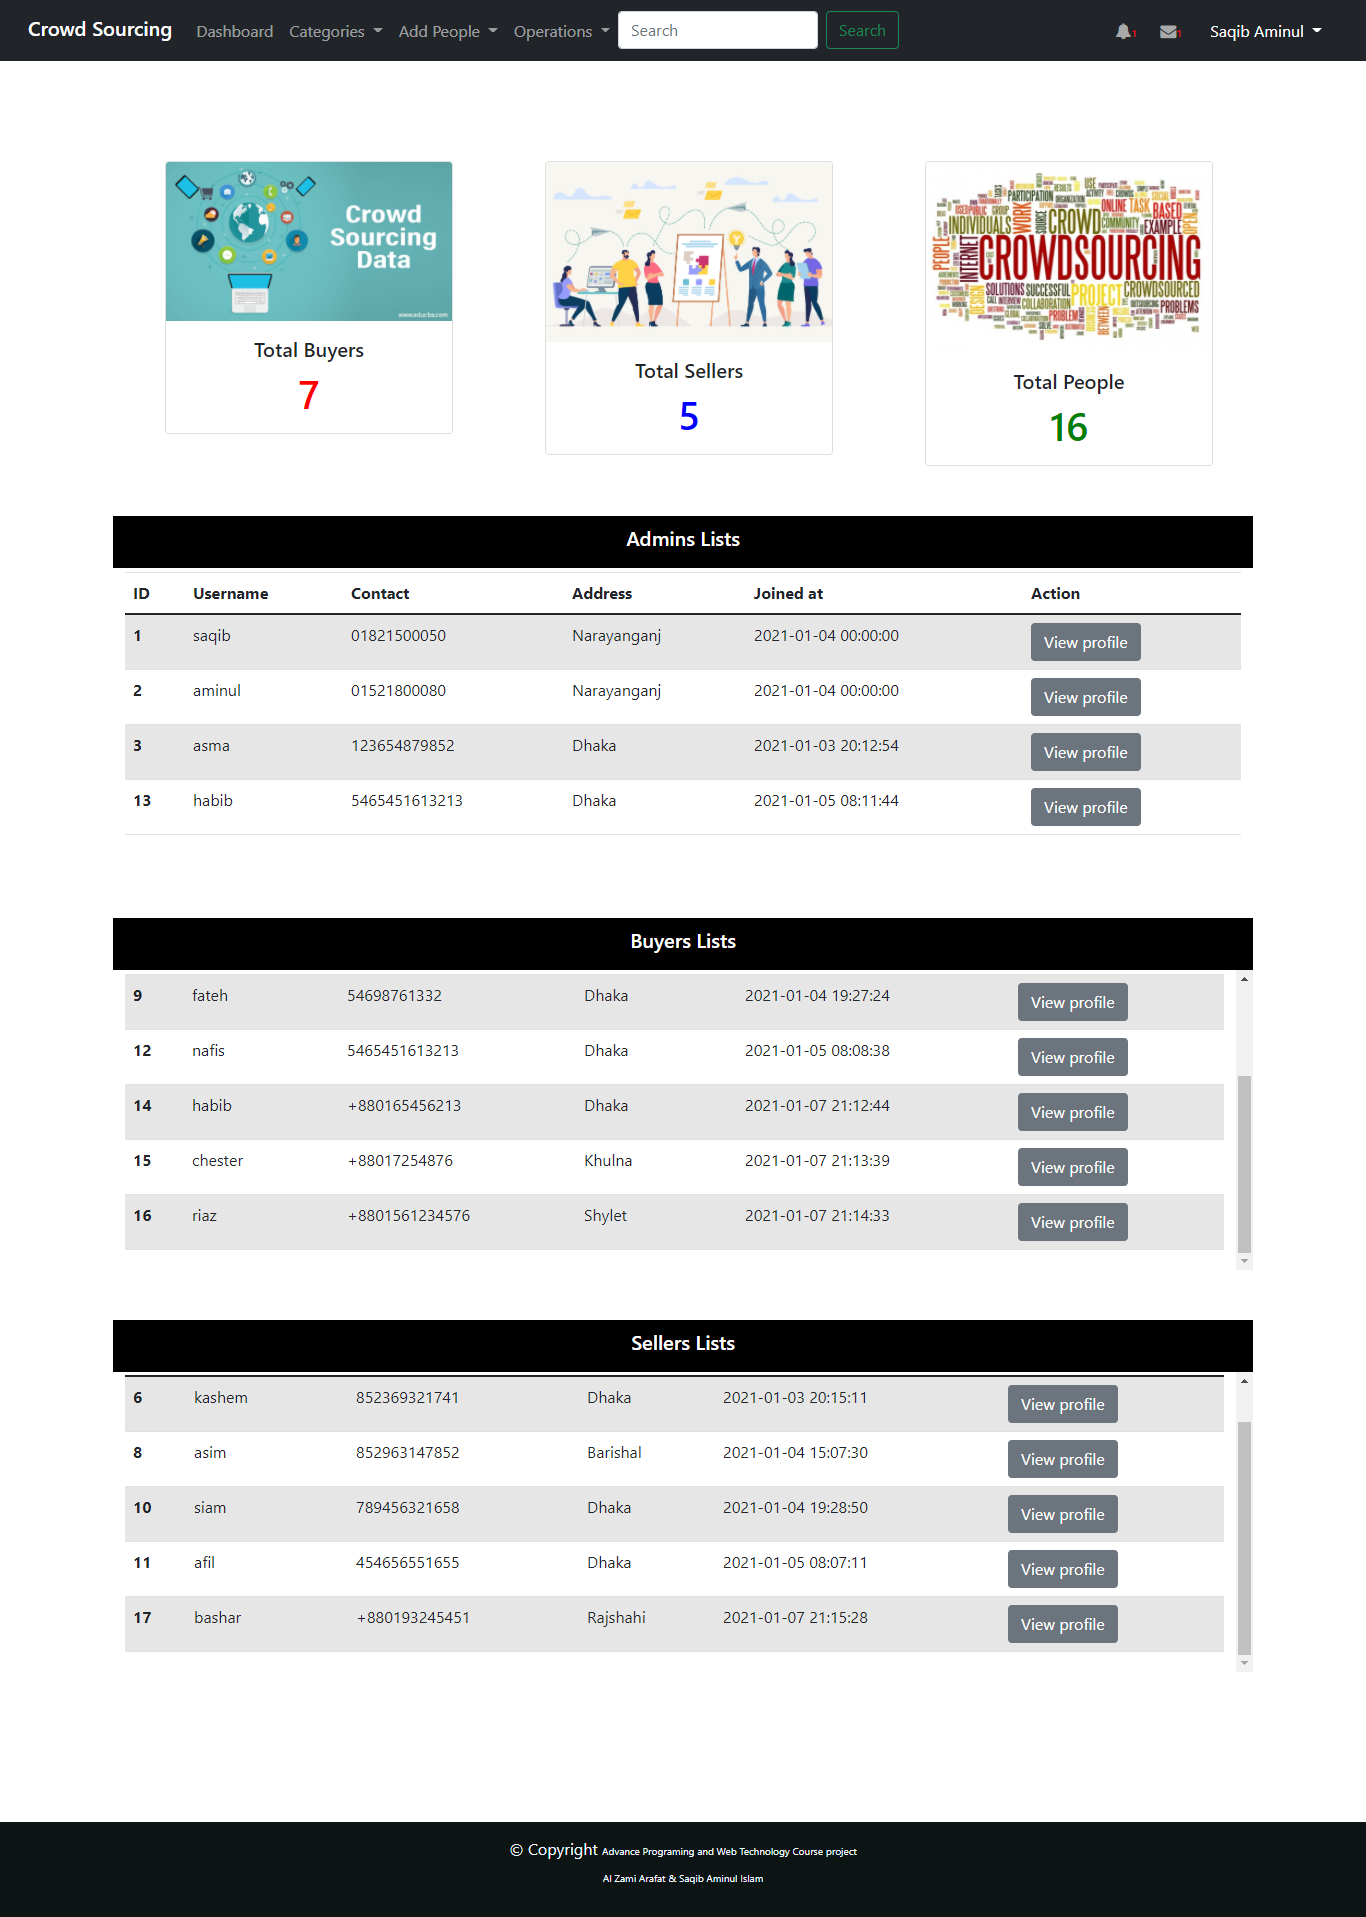 Crowd Sourcing Dashboard Categories Add People Operations Search Search 1 1 Saqib Aminul
Crowd
Sourcing
Data
www.educba.com
Total Buyers
7
Total Sellers
5
PARTICIPATION
INDIVIDUALS
WORK
CROWD
ONLINE TASK BASED
COMMUNITY
EXAMPLE
OPEN
PEOPLE
INTERNET
CROWDSOURCING
SOLUTIONS SUCCESSFUL
PROJECT
CROWDSOURCED
DESIGN
COLLABORATION
PROBLEM
BETWEEN
PROBLEMS
Total People
16
Admins Lists
ID Username Contact Address Joined at Action
1 saqib 01821500050 Narayanganj 2021-01-04 00:00:00 View profile
2 aminul 01521800080 Narayanganj 2021-01-04 00:00:00 View profile
3 asma 123654879852 Dhaka 2021-01-03 20:12:54 View profile
13 habib 5465451613213 Dhaka 2021-01-05 08:11:44 View profile
Buyers Lists
9 fateh 54698761332 Dhaka 2021-01-04 19:27:24 View profile
12 nafis 5465451613213 Dhaka 2021-01-05 08:08:38 View profile
14 habib +880165456213 Dhaka 2021-01-07 21:12:44 View profile
15 chester +88017254876 Khulna 2021-01-07 21:13:39 View profile
16 riaz +8801561234576 Shylet 2021-01-07 21:14:33 View profile
Sellers Lists
6 kashem 852369321741 Dhaka 2021-01-03 20:15:11 View profile
8 asim 852963147852 Barishal 2021-01-04 15:07:30 View profile
10 siam 789456321658 Dhaka 2021-01-04 19:28:50 View profile
11 afil 454656551655 Dhaka 2021-01-05 08:07:11 View profile
17 bashar +880193245451 Rajshahi 2021-01-07 21:15:28 View profile
© Copyright Advance Programing and Web Technology Course project
Al Zami Arafat & Saqib Aminul Islam